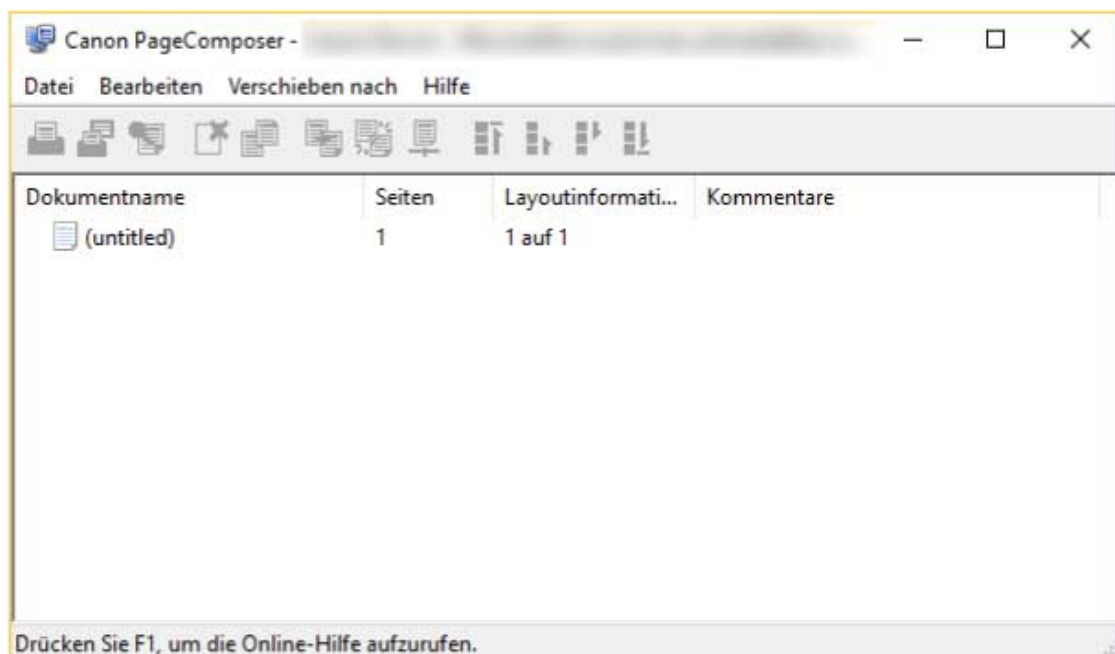 Canon PageComposer -
Datei Bearbeiten Verschieben nach Hilfe
Dokumentname Seiten Layoutinformati... Kommentare
(untitled) 1 1 auf 1
Drücken Sie F1, um die Online-Hilfe aufzurufen.